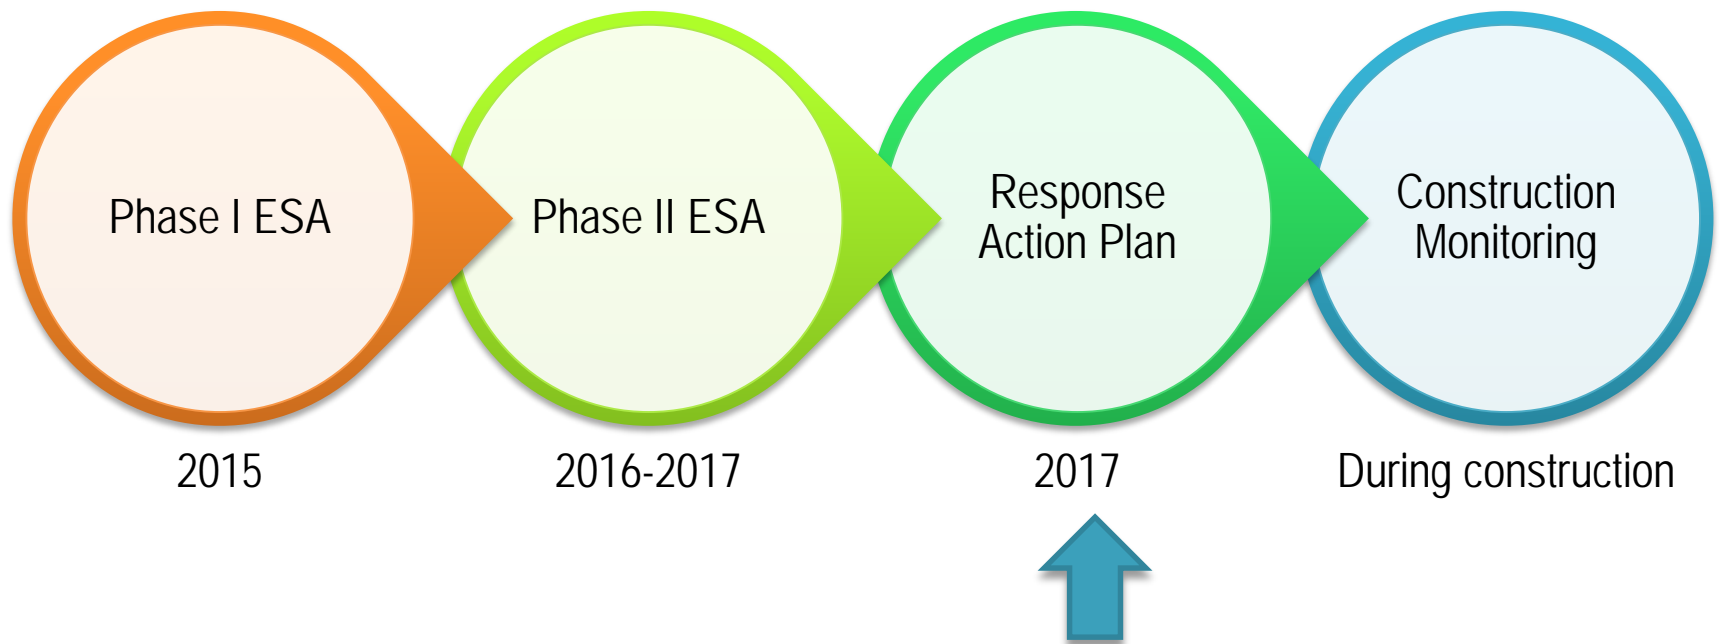 Phase I ESA
Phase II ESA
Response
Action Plan
Construction
Monitoring
2015
2016-2017
2017
During construction